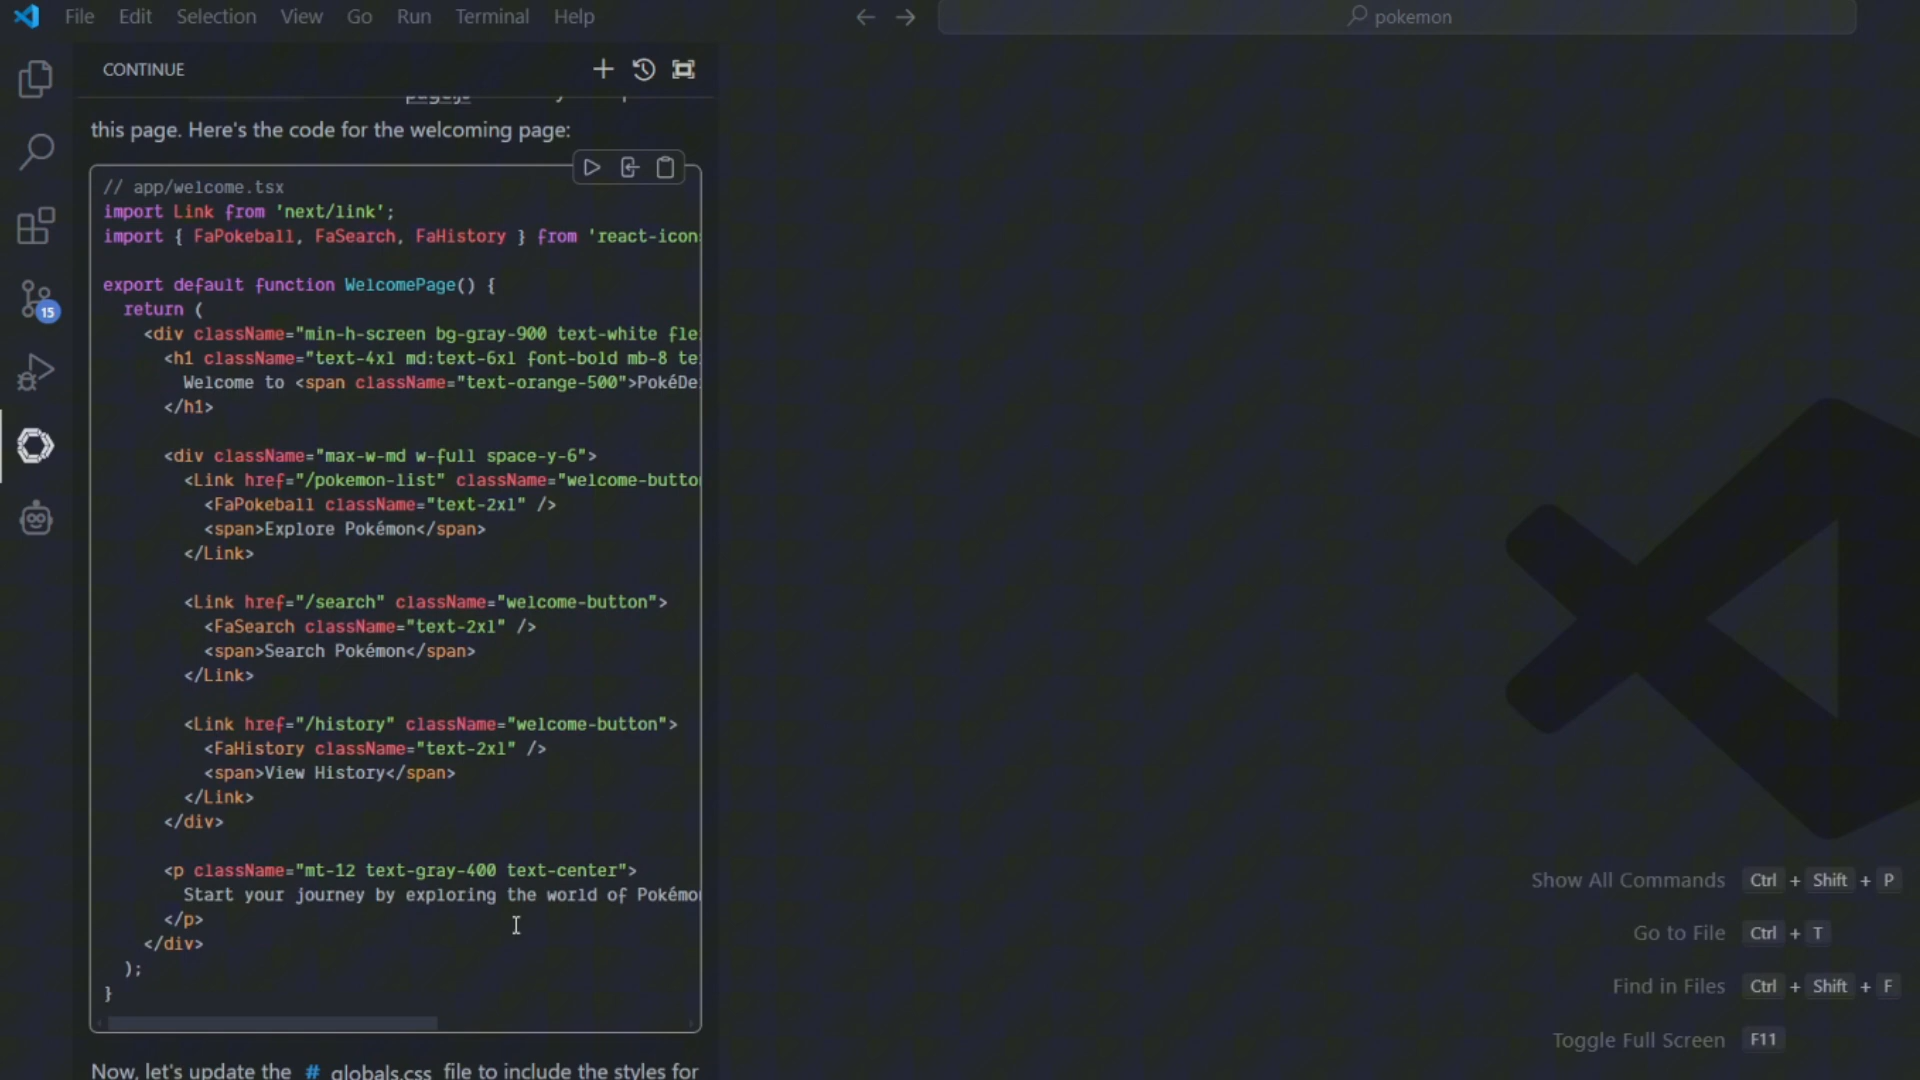 File Edit Selection View Go Run Terminal Help
pokemon
CONTINUE
page.js
this page. Here's the code for the welcoming page:
// app/welcome.tsx
import Link from 'next/link';
import { FaPokeball, FaSearch, FaHistory } from 'react-icon
export default function WelcomePage() {
return (
<div className="min-h-screen bg-gray-900 text-white fle
<h1 className="text-4xl md:text-6xl font-bold mb-8 te
Welcome to <span className="text-orange-500">PokéDe
</h1>
<div className="max-w-md w-full space-y-6">
<Link href="/pokemon-list" className="welcome-butto
<FaPokeball className="text-2xl" />
<span>Explore Pokémon</span>
</Link>
<Link href="/search" className="welcome-button">
<FaSearch className="text-2xl" />
<span>Search Pokémon</span>
</Link>
<Link href="/history" className="welcome-button">
<FaHistory className="text-2xl" />
<span>View History</span>
</Link>
</div>
<p className="mt-12 text-gray-400 text-center">
Start your journey by exploring the world of Pokémo
</p>
</div>
);
}
Now, let's update the # globals.css file to include the styles for
15
Show All Commands Ctrl + Shift + P
Go to File Ctrl + T
Find in Files Ctrl + Shift + F
Toggle Full Screen F11